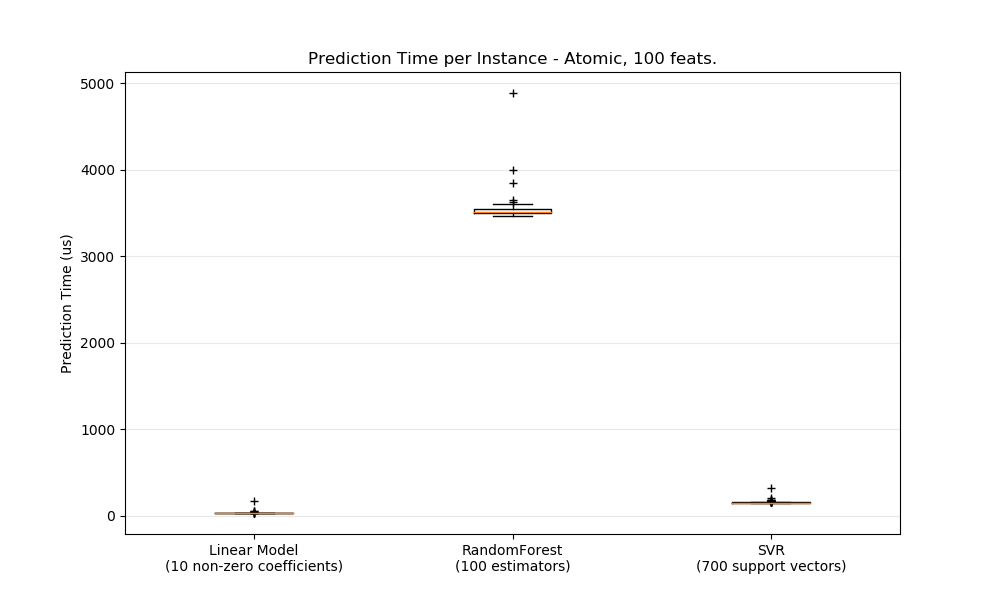 Prediction Time per Instance - Atomic, 100 feats.
5000
4000
3000
2000
1000
0
Prediction Time (us)
Linear Model
(10 non-zero coefficients)
RandomForest
(100 estimators)
SVR
(700 support vectors)